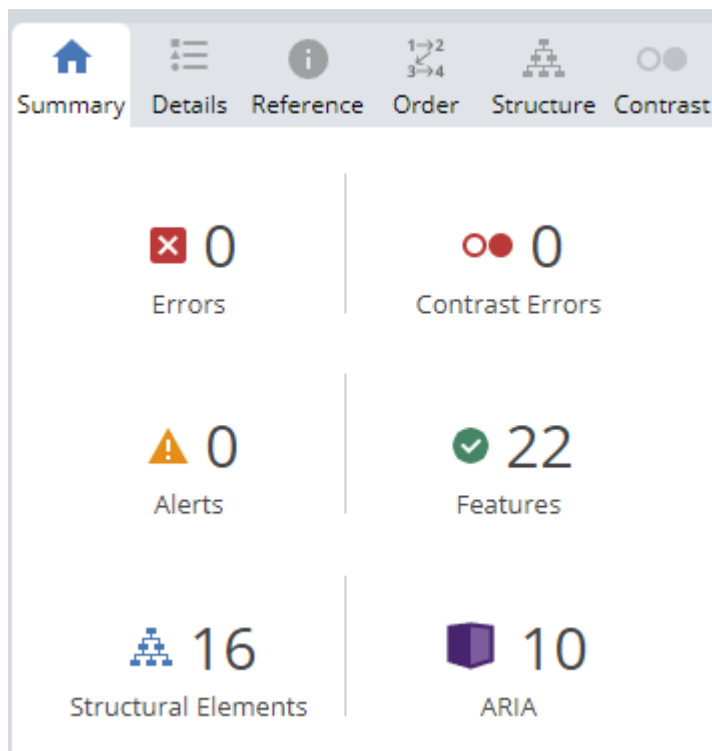 1→2
3→4
Summary Details Reference Order Structure Contrast
0 0
Errors Contrast Errors
0 22
Alerts Features
16 10
Structural Elements ARIA